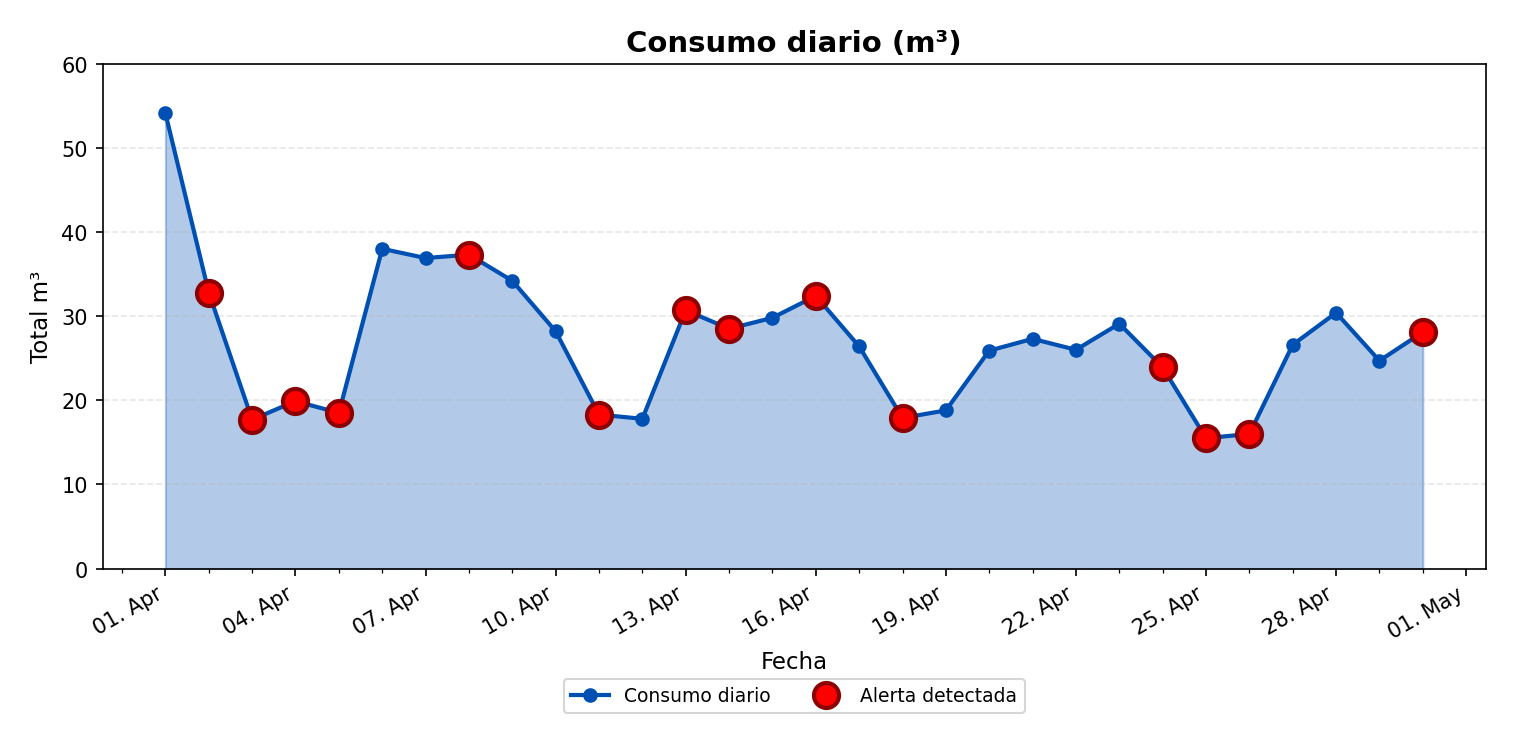 Consumo diario (m³)
Total m³
60
50
40
30
20
10
0
01. Apr
04. Apr
07. Apr
10. Apr
13. Apr
16. Apr
19. Apr
22. Apr
25. Apr
28. Apr
01. May
Fecha
Consumo diario
Alerta detectada